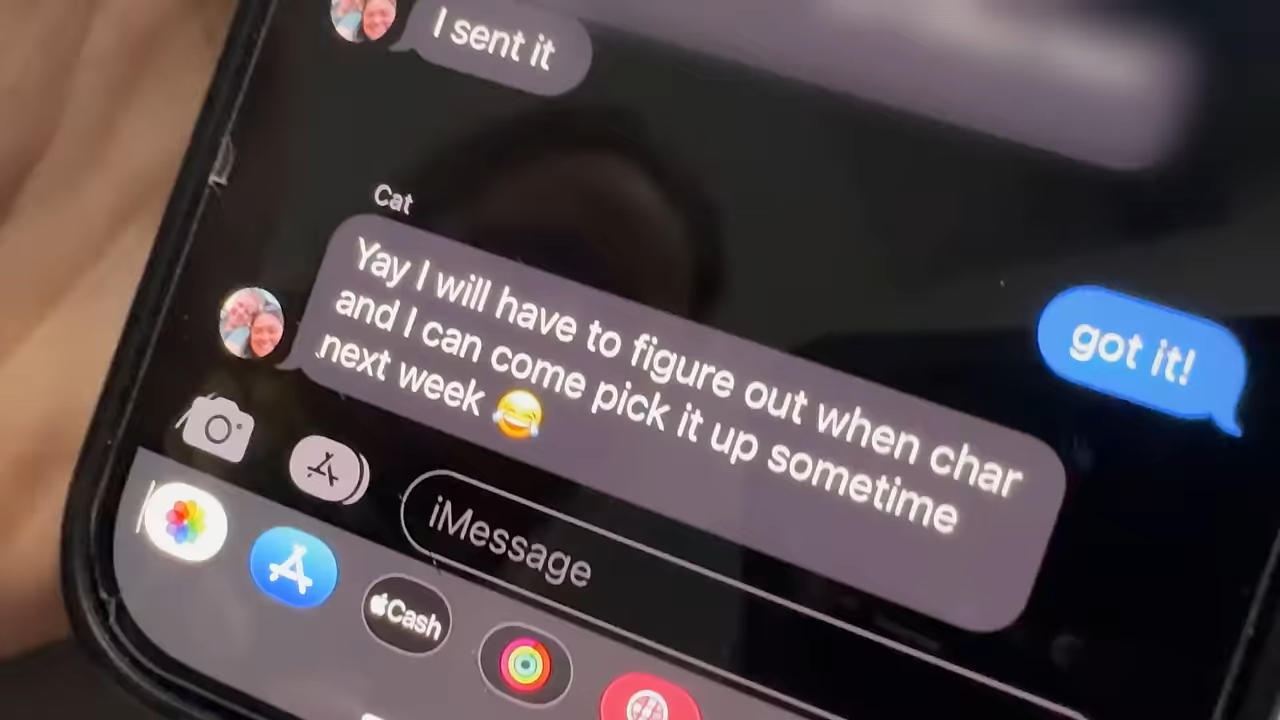 I sent it
got it!
Cat
Yay I will have to figure out when char
and I can come pick it up sometime
next week 😂
iMessage
Cash